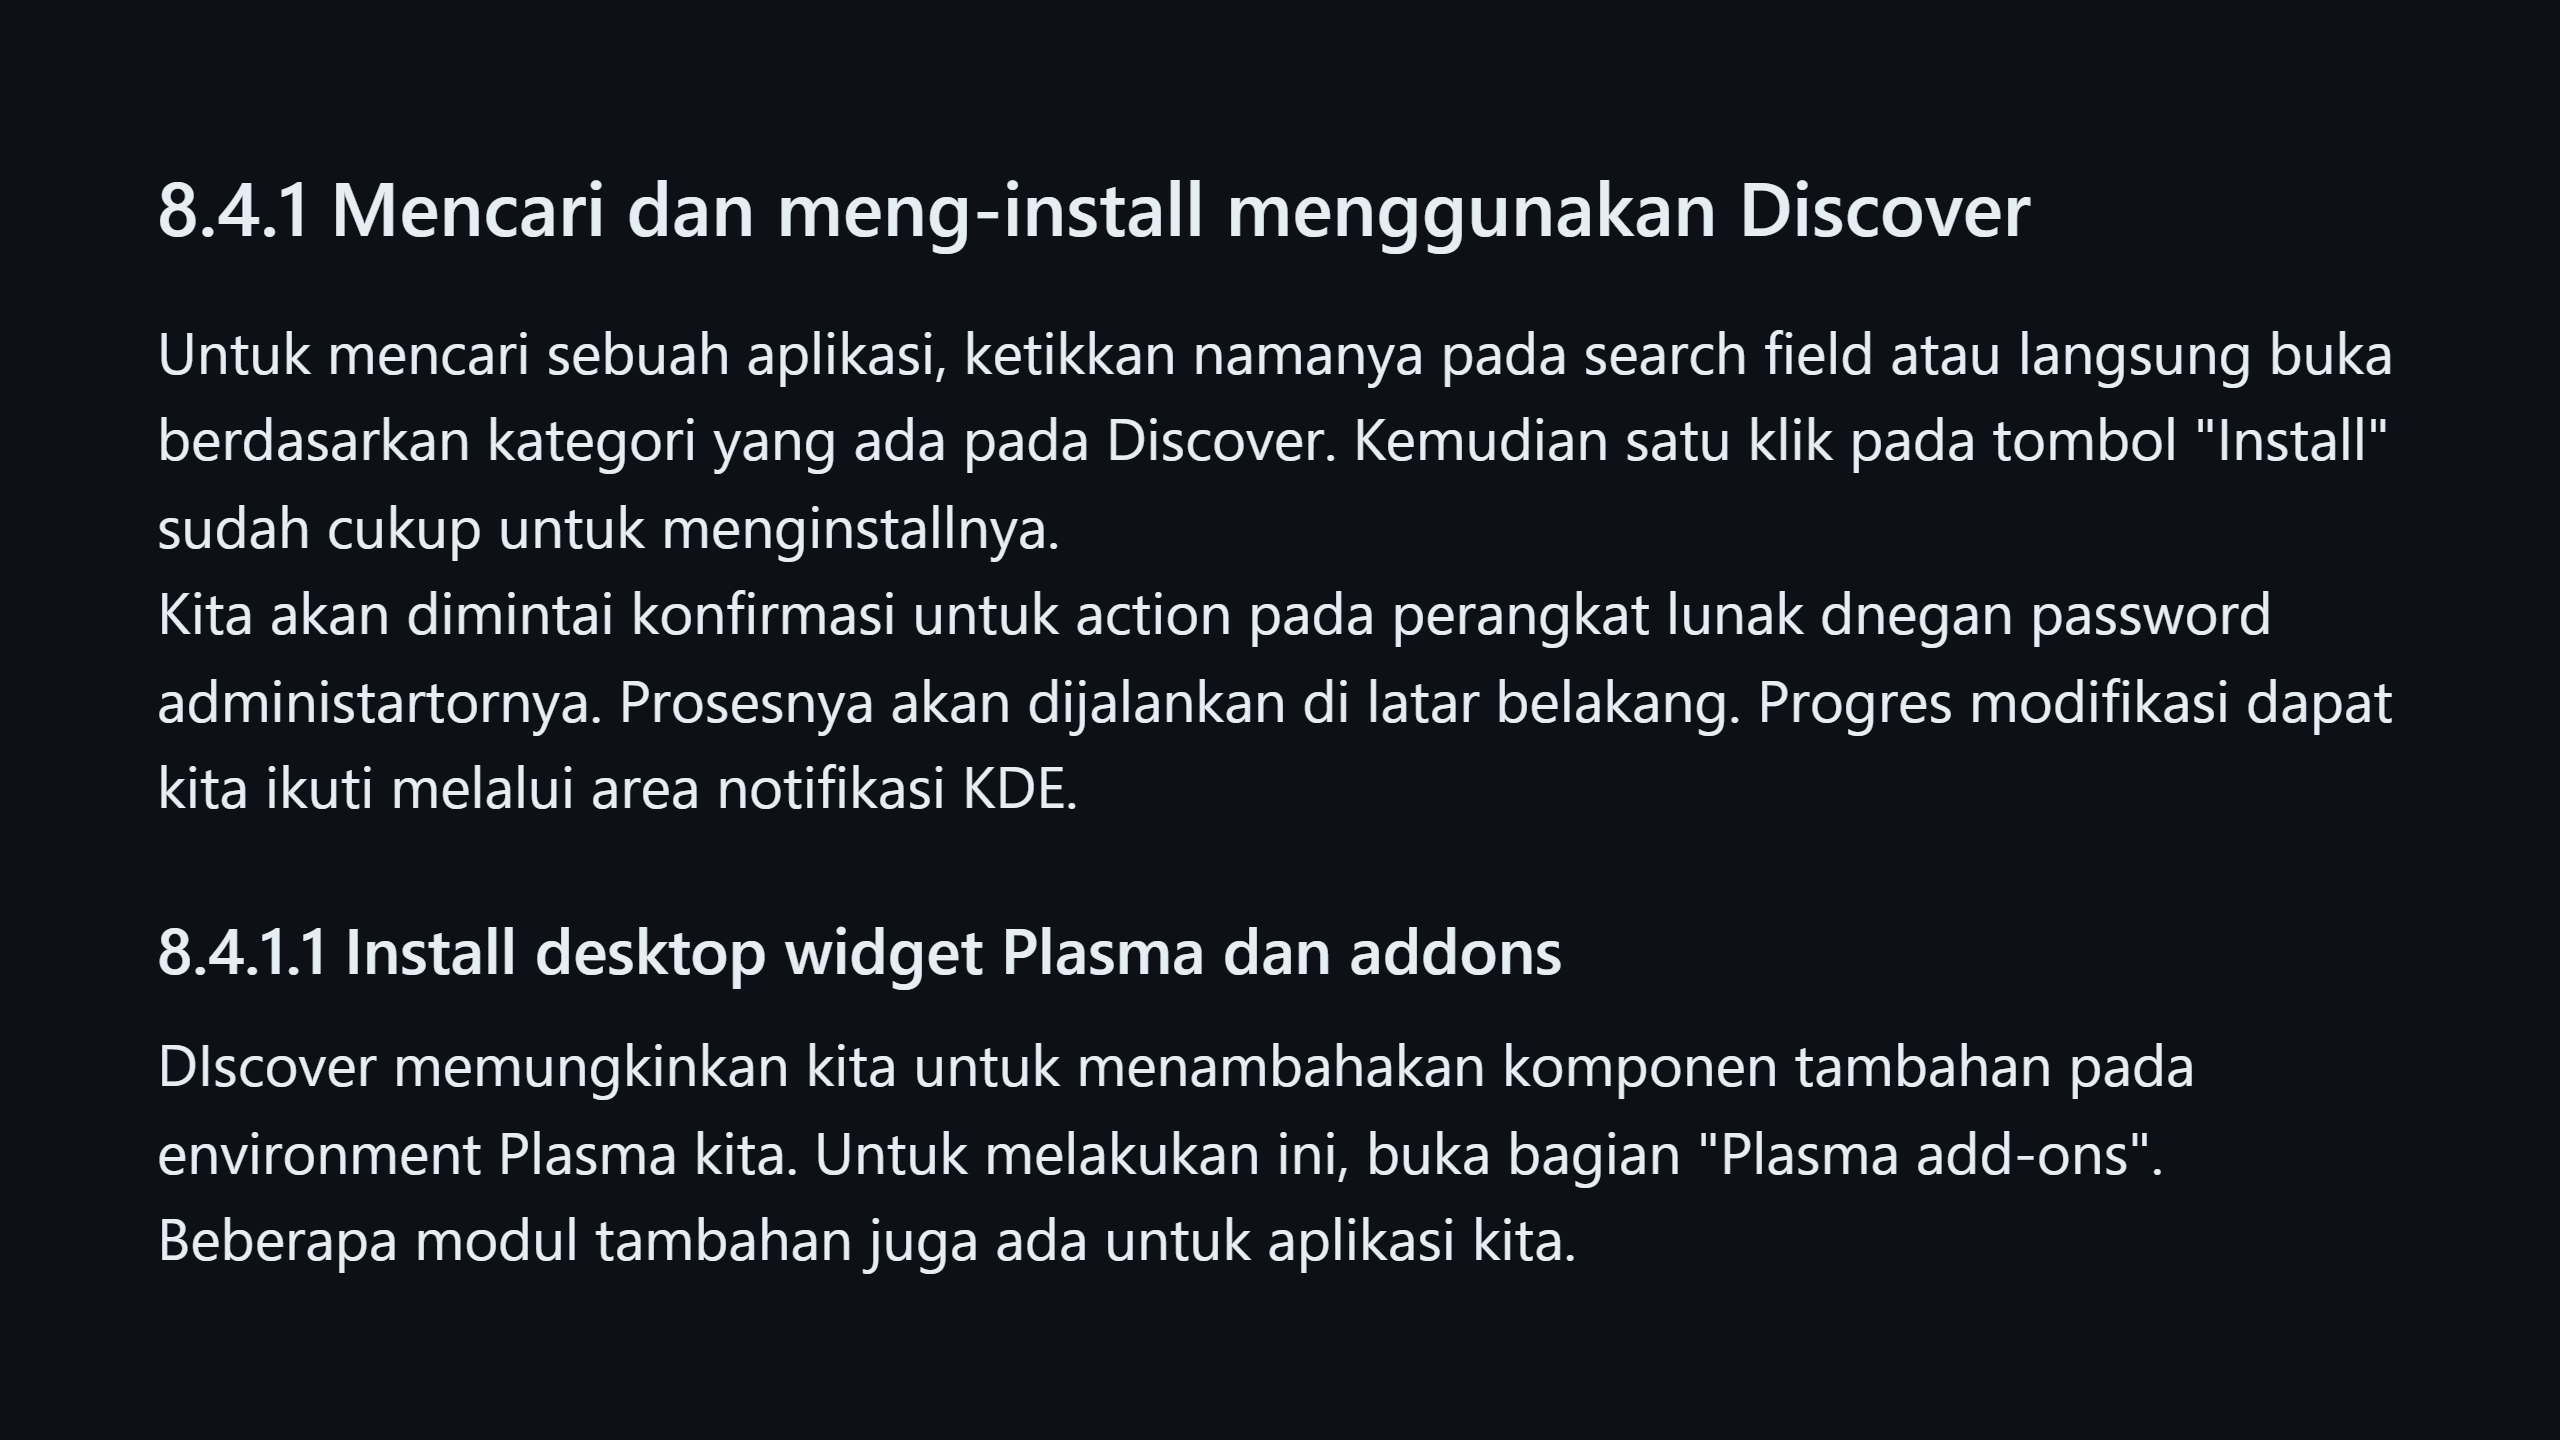 8.4.1 Mencari dan meng-install menggunakan Discover
Untuk mencari sebuah aplikasi, ketikkan namanya pada search field atau langsung buka
berdasarkan kategori yang ada pada Discover. Kemudian satu klik pada tombol "Install"
sudah cukup untuk menginstallnya.
Kita akan dimintai konfirmasi untuk action pada perangkat lunak dnegan password
administartornya. Prosesnya akan dijalankan di latar belakang. Progres modifikasi dapat
kita ikuti melalui area notifikasi KDE.
8.4.1.1 Install desktop widget Plasma dan addons
DIscover memungkinkan kita untuk menambahakan komponen tambahan pada
environment Plasma kita. Untuk melakukan ini, buka bagian "Plasma add-ons".
Beberapa modul tambahan juga ada untuk aplikasi kita.